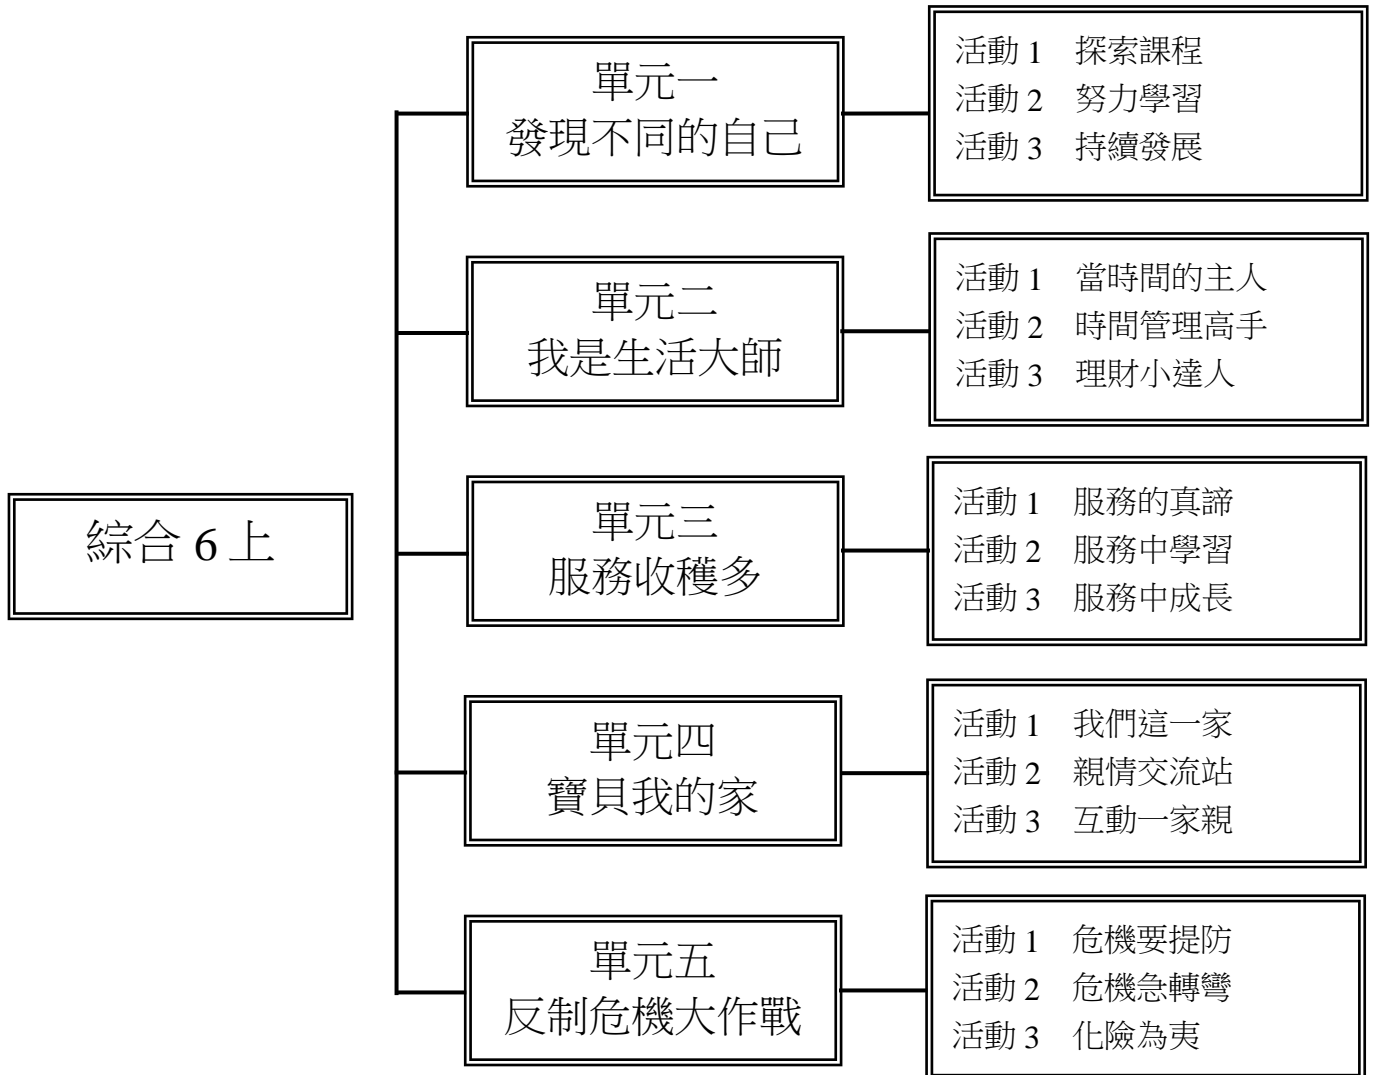 綜合 6 上
單元一
發現不同的自己
活動 1 探索課程
活動 2 努力學習
活動 3 持續發展
單元二
我是生活大師
活動 1 當時間的主人
活動 2 時間管理高手
活動 3 理財小達人
單元三
服務收穫多
活動 1 服務的真諦
活動 2 服務中學習
活動 3 服務中成長
單元四
寶貝我的家
活動 1 我們這一家
活動 2 親情交流站
活動 3 互動一家親
單元五
反制危機大作戰
活動 1 危機要提防
活動 2 危機急轉彎
活動 3 化險為夷